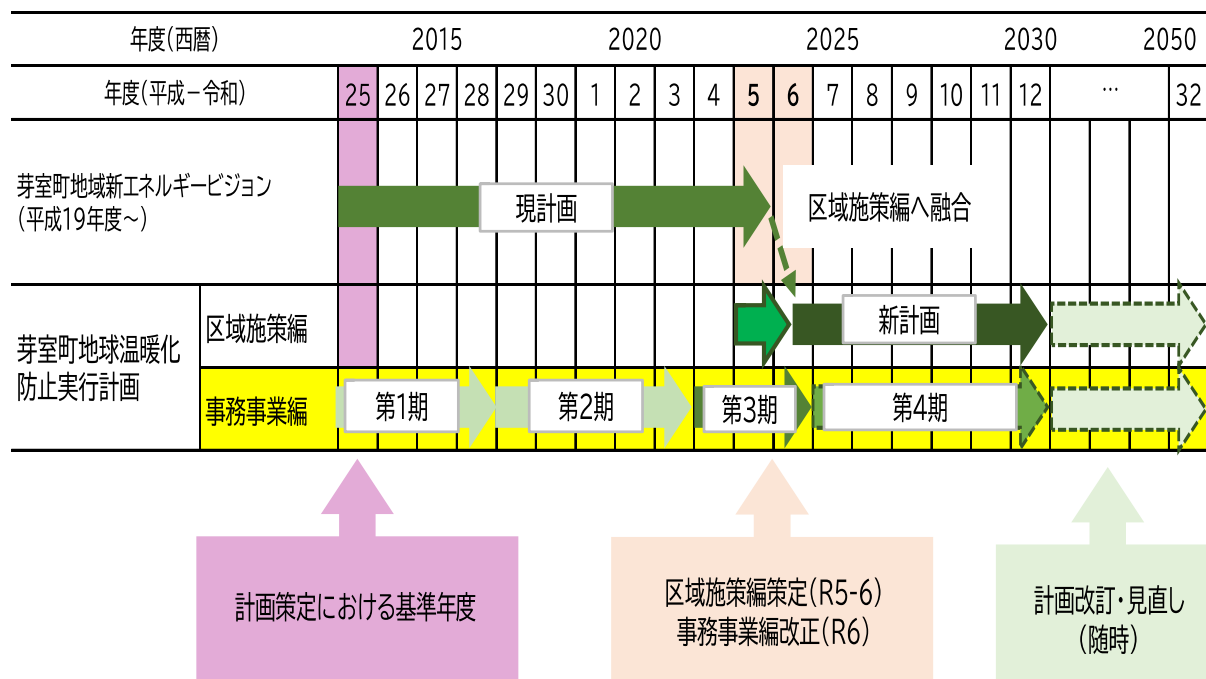 年度(西暦) 2015 2020 2025 2030 2050
年度(平成－令和) 25 26 27 28 29 30 1 2 3 4 5 6 7 8 9 10 11 12 … 32
芽室町地域新エネルギービジョン
(平成19年度～)
現計画
区域施策編へ融合
芽室町地球温暖化
防止実行計画
区域施策編
新計画
事務事業編
第1期 第2期 第3期 第4期
計画策定における基準年度
区域施策編策定(R5-6)
事務事業編改正(R6)
計画改訂・見直し
(随時)